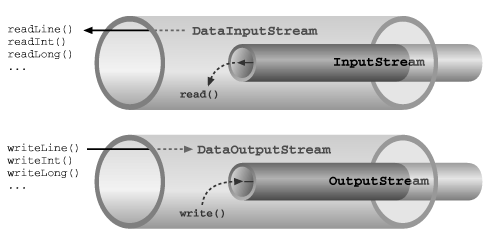 readLine()
readInt()
readLong()
...
DataInputStream
InputStream
read()
writeLine()
writeInt()
writeLong()
...
DataOutputStream
OutputStream
write()